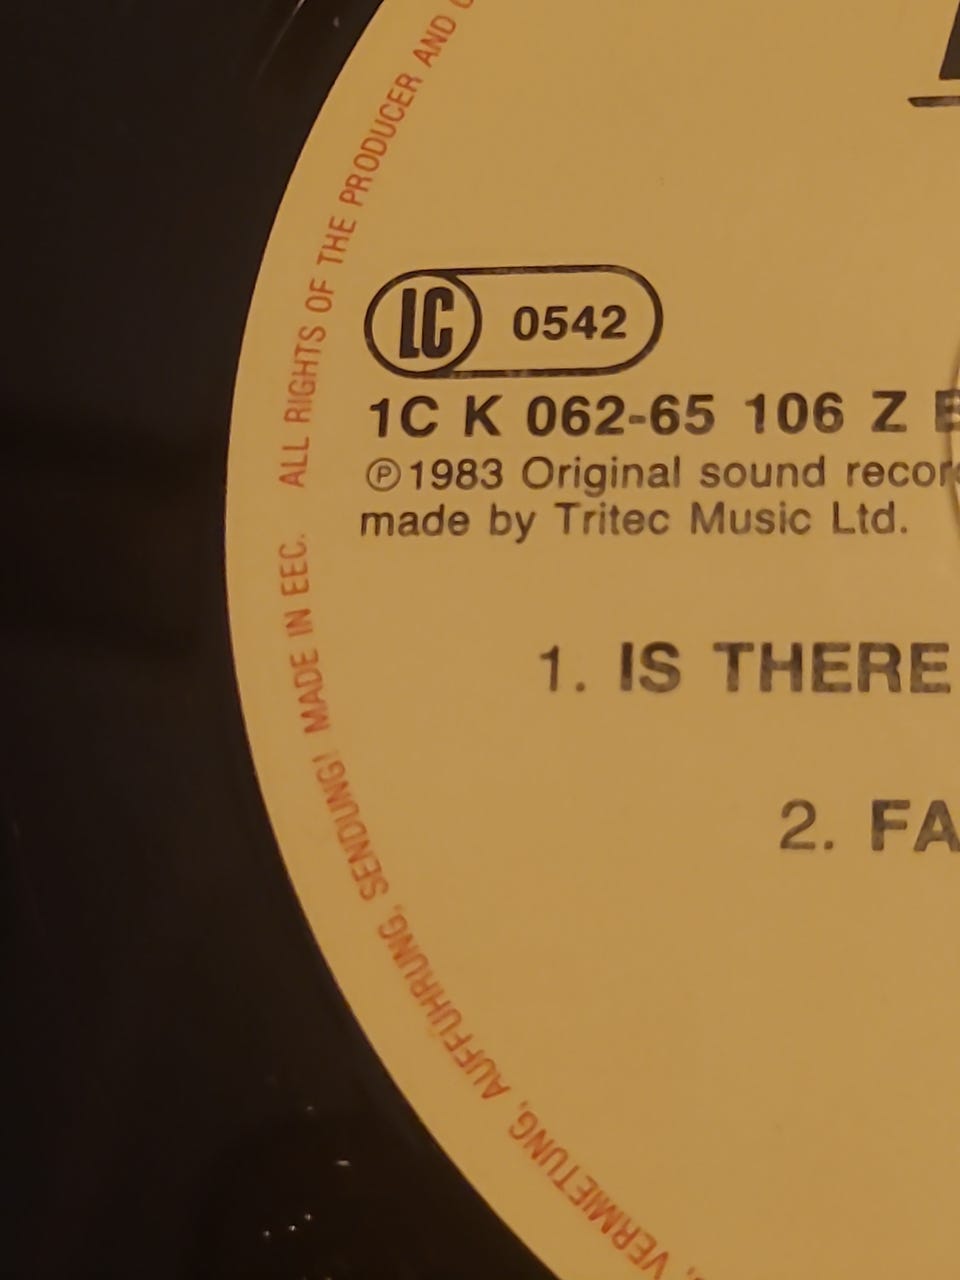 LC 0542
1C K 062-65 106 Z
℗1983 Original sound
made by Tritec Music Ltd.
1. IS THERE
2. FA
VERMIETUNG, AUFFÜHRUNG, SENDUNG! MADE IN EEC. ALL RIGHTS OF THE PRODUCER AND